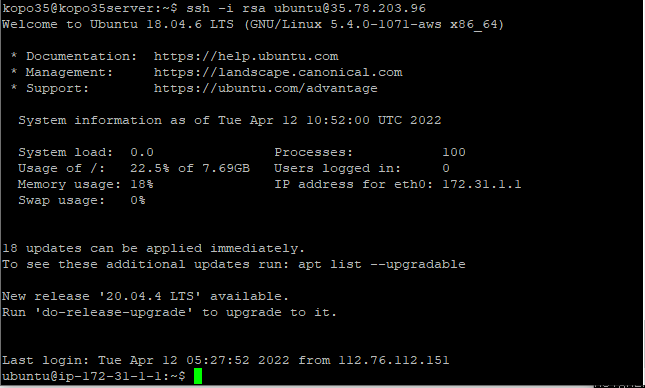 kopo35@kopo35server:~$ ssh -i rsa ubuntu@35.78.203.96
Welcome to Ubuntu 18.04.6 LTS (GNU/Linux 5.4.0-1071-aws x86_64)
* Documentation:  https://help.ubuntu.com
* Management:     https://landscape.canonical.com
* Support:        https://ubuntu.com/advantage
System information as of Tue Apr 12 10:52:00 UTC 2022
System load:  0.0               Processes:           100
Usage of /:   22.5% of 7.69GB   Users logged in:     0
Memory usage: 18%               IP address for eth0: 172.31.1.1
Swap usage:   0%
18 updates can be applied immediately.
To see these additional updates run: apt list --upgradable
New release '20.04.4 LTS' available.
Run 'do-release-upgrade' to upgrade to it.
Last login: Tue Apr 12 05:27:52 2022 from 112.76.112.151
ubuntu@ip-172-31-1-1:~$